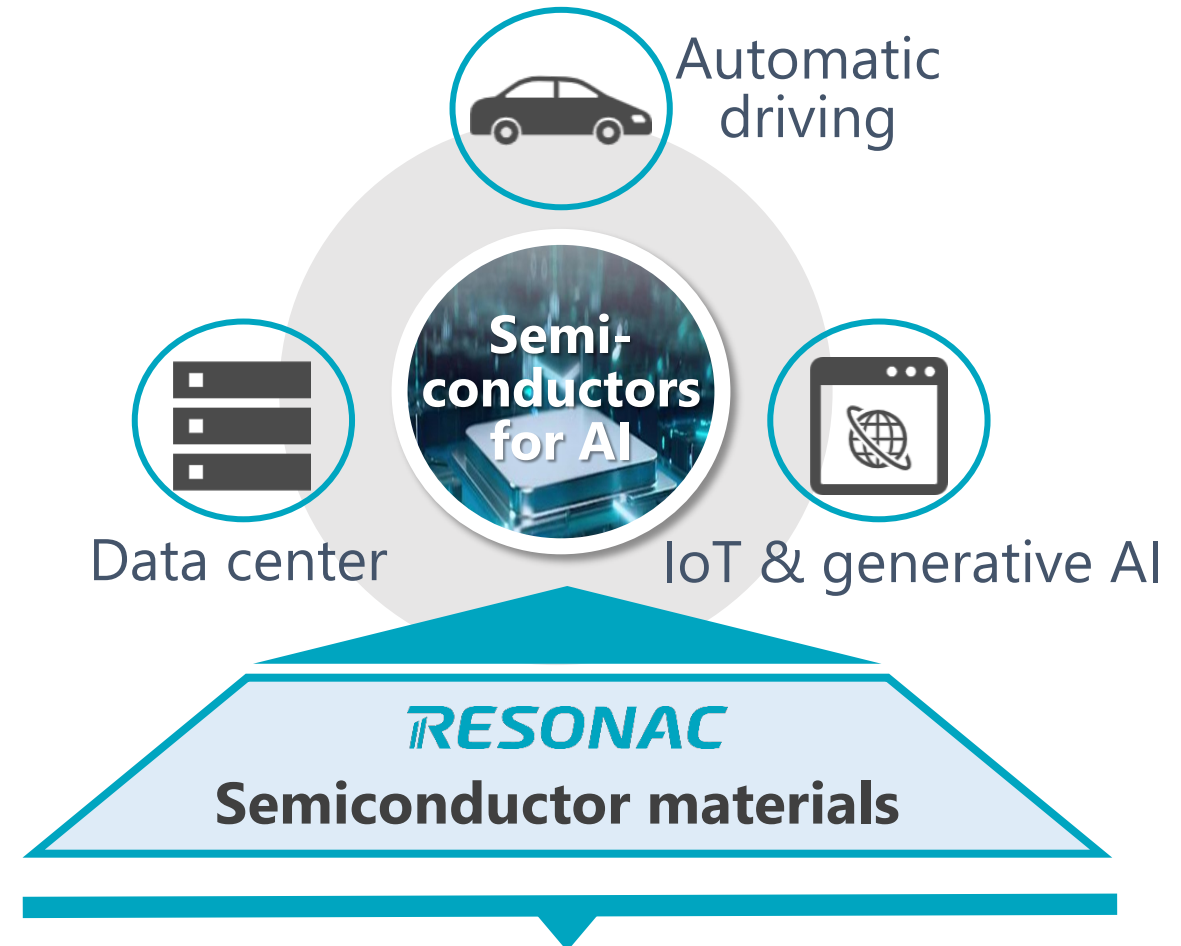 Automatic
driving
Semi-
conductors
for AI
Data center
IoT & generative AI
RESONAC
Semiconductor materials